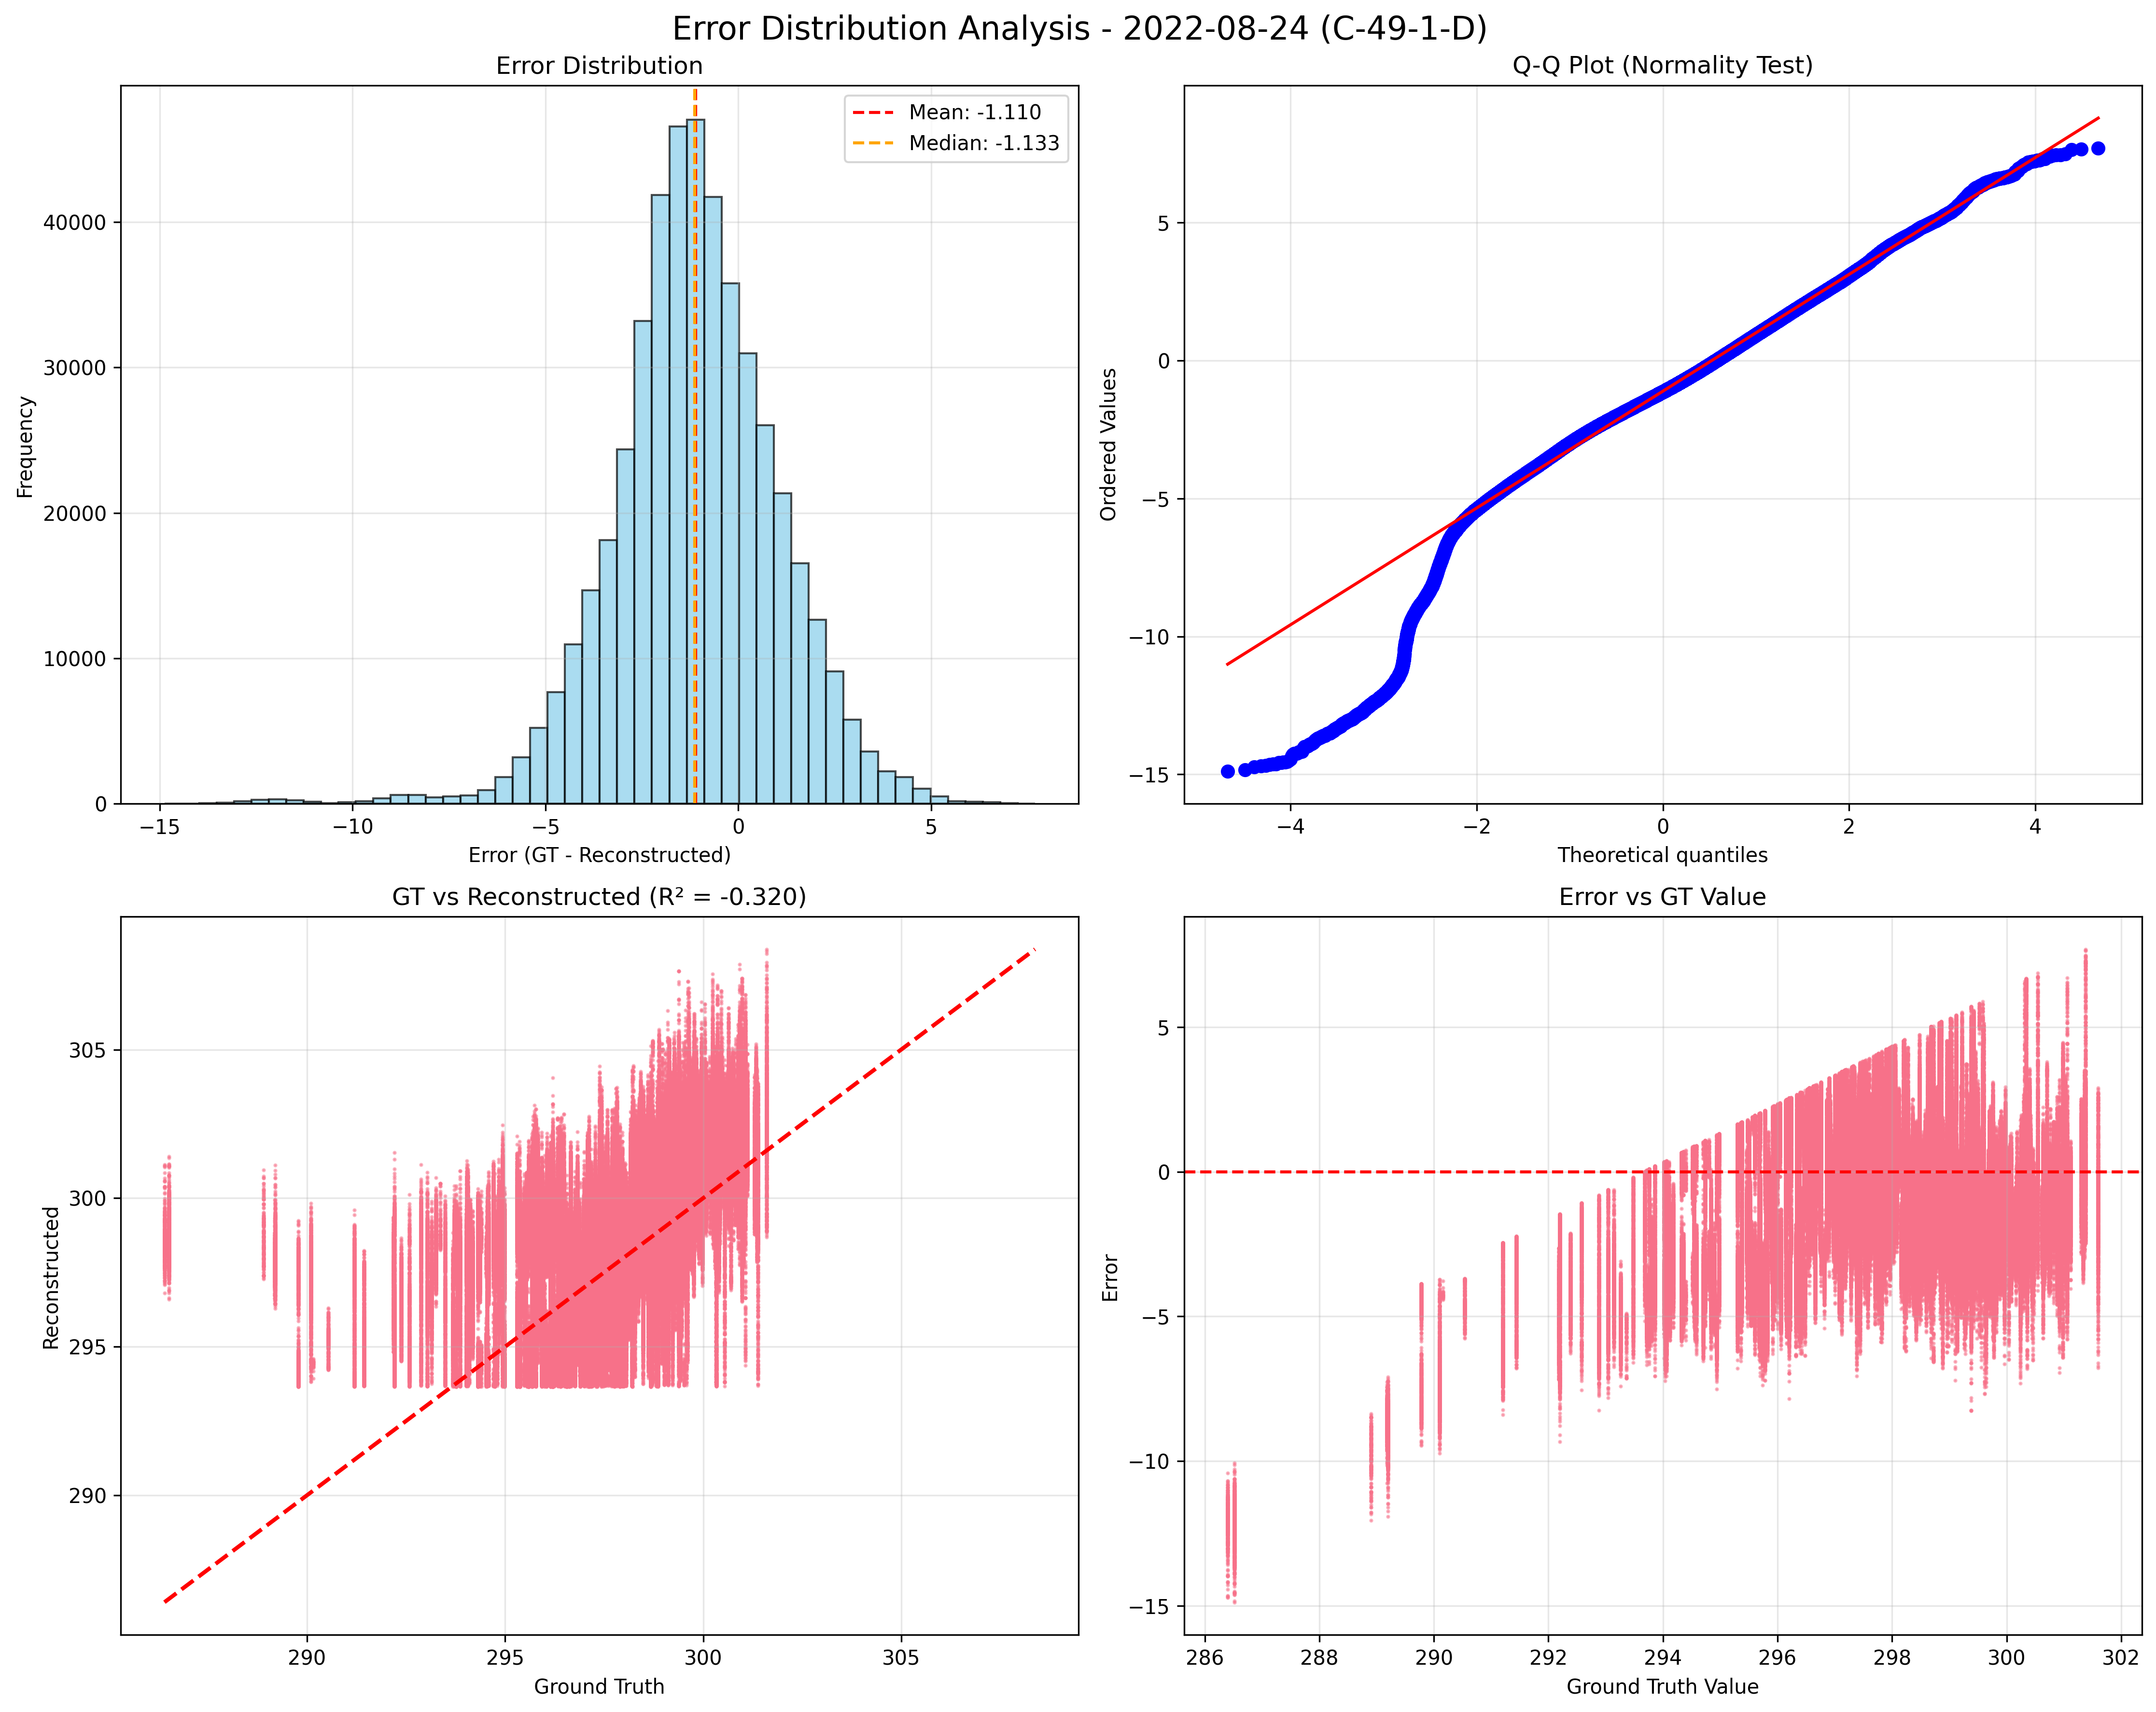 Error Distribution Analysis - 2022-08-24 (C-49-1-D)
Error Distribution
Mean: -1.110
Median: -1.133
Frequency
40000
30000
20000
10000
0
−15
−10
−5
0
5
Error (GT - Reconstructed)
Q-Q Plot (Normality Test)
Ordered Values
5
0
−5
−10
−15
−4
−2
0
2
4
Theoretical quantiles
GT vs Reconstructed (R² = -0.320)
Reconstructed
305
300
295
290
290
295
300
305
Ground Truth
Error vs GT Value
Error
5
0
−5
−10
−15
286
288
290
292
294
296
298
300
302
Ground Truth Value